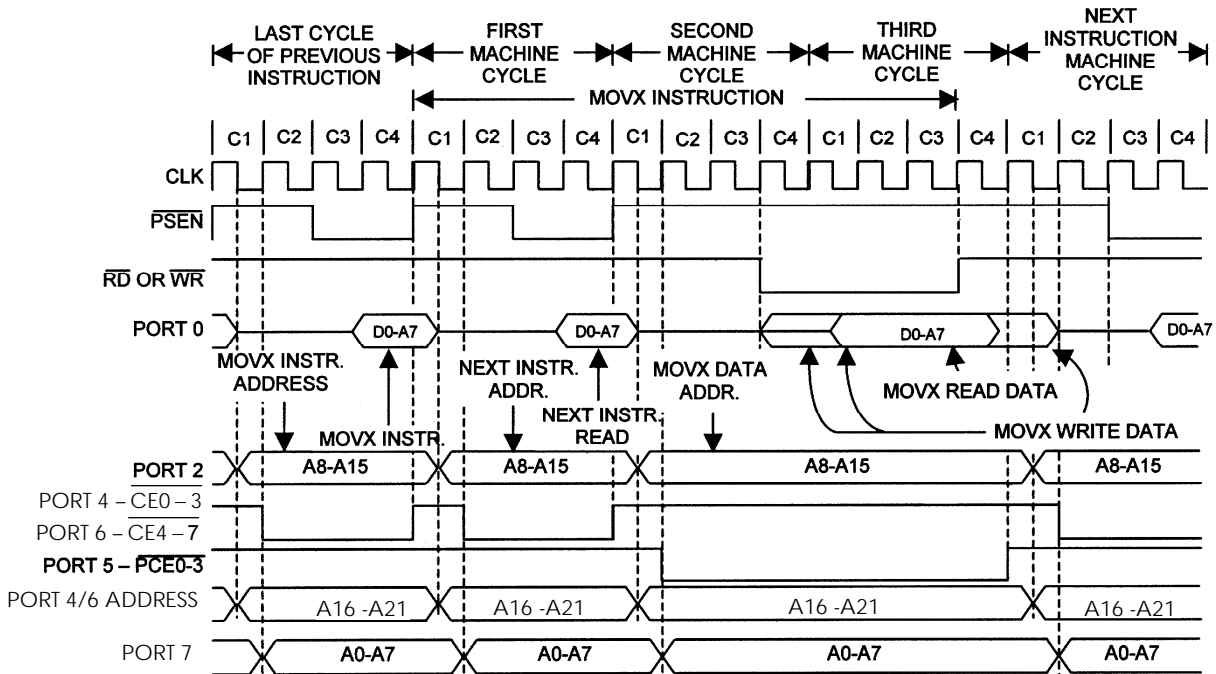 LAST CYCLE OF PREVIOUS INSTRUCTION
FIRST MACHINE CYCLE
SECOND MACHINE CYCLE
THIRD MACHINE CYCLE
NEXT INSTRUCTION MACHINE CYCLE
MOVX INSTRUCTION
C1 C2 C3 C4 C1 C2 C3 C4 C1 C2 C3 C4 C1 C2 C3 C4 C1 C2 C3 C4
CLK
PSEN
RD OR WR
PORT 0 D0-A7 D0-A7 D0-A7 D0-A7
MOVX INSTR. ADDRESS
MOVX INSTR.
NEXT INSTR. ADDR.
NEXT INSTR. READ
MOVX DATA ADDR.
MOVX READ DATA
MOVX WRITE DATA
PORT 2 A8-A15 A8-A15 A8-A15 A8-A15
PORT 4 – CE0 – 3
PORT 6 – CE4 – 7
PORT 5 – PCE0-3
PORT 4/6 ADDRESS A16 -A21 A16 -A21 A16 -A21 A16 -A21
PORT 7 A0-A7 A0-A7 A0-A7 A0-A7